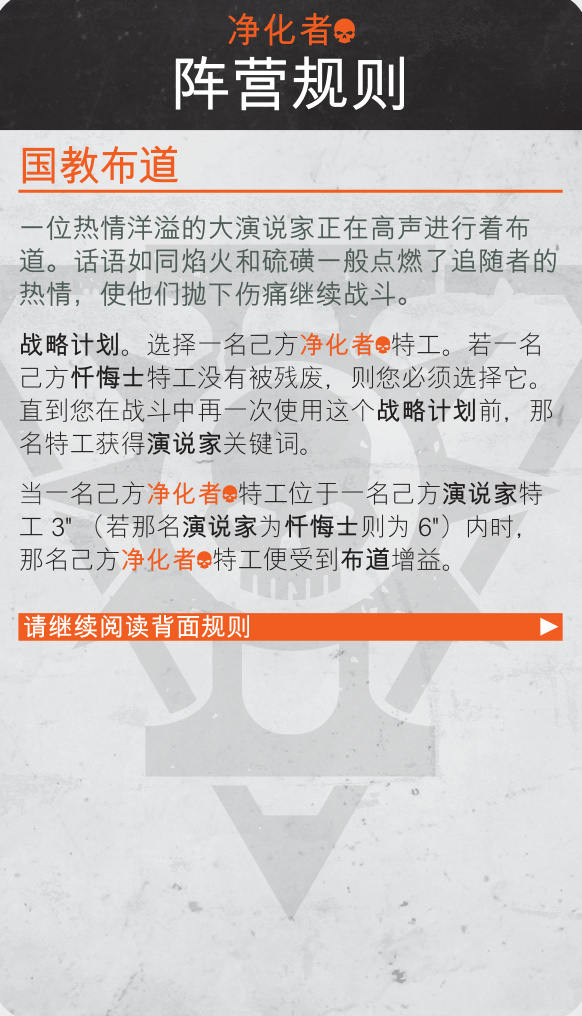 净化者
阵营规则
国教布道
一位热情洋溢的大演说家正在高声进行着布
道。话语如同焰火和硫磺一般点燃了追随者的
热情，使他们抛下伤痛继续战斗。
战略计划。选择一名己方净化者特工。若一名
己方忏悔士特工没有被残废，则您必须选择它。
直到您在战斗中再一次使用这个战略计划前，那
名特工获得演说家关键词。
当一名己方净化者特工位于一名己方演说家特
工 3" （若那名演说家为忏悔士则为 6"）内时，
那名己方净化者特工便受到布道增益。
请继续阅读背面规则